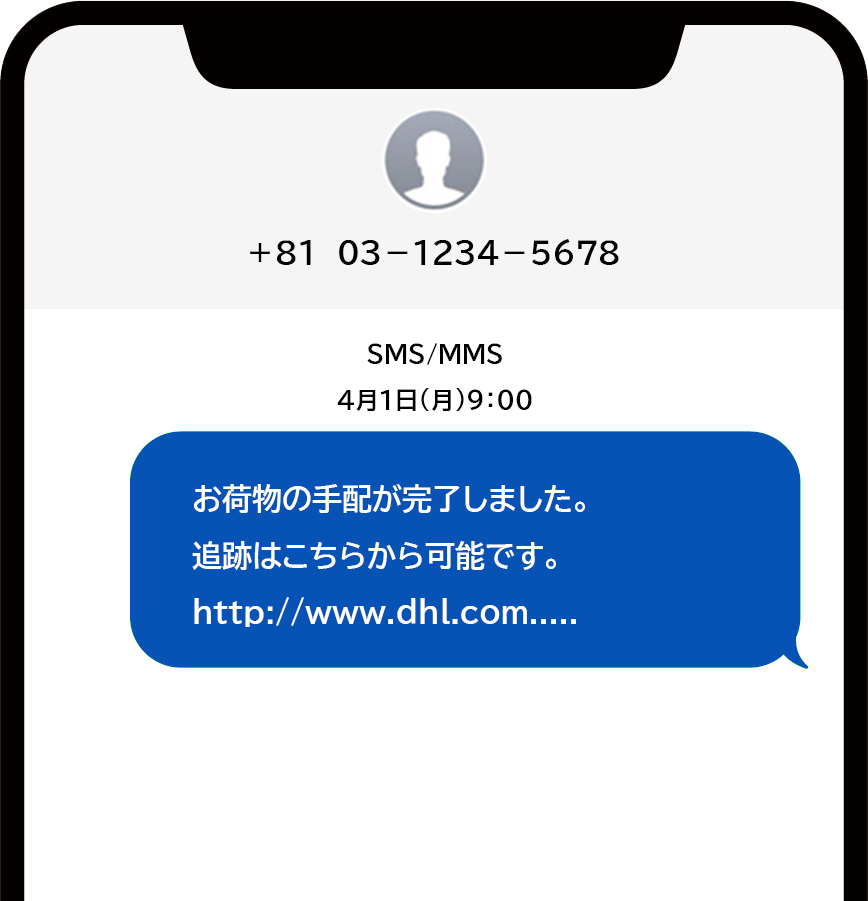 +81 03-1234-5678
SMS/MMS
4月1日(月)9:00
お荷物の手配が完了しました。
追跡はこちらから可能です。
http://www.dhl.com.....